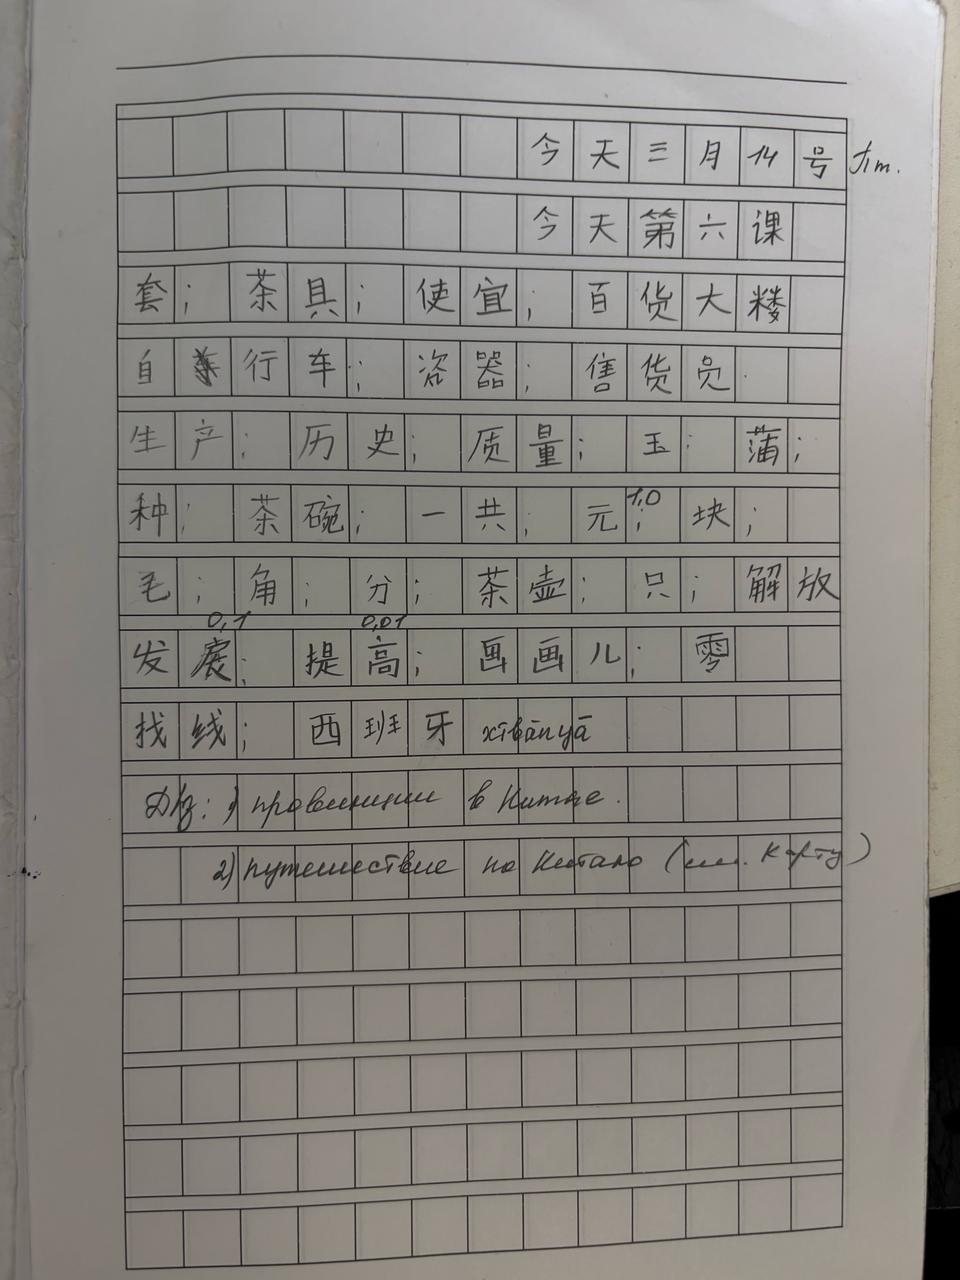 今天三月14号 Пт.
今天第六课
套; 茶具; 使宜; 百货大楼
自行车; 瓷器; 售货员.
生产; 历史; 质量; 玉; 蒲;
种; 茶碗; 一共; 元; 1,0 块;
毛; 角; 分; 茶壶; 只; 解放
0,1 0,01
发展; 提高; 画画儿; 零
找线; 西班牙 xībānyá
Д/з: 1) провинции в Китае.
2) путешествие по Китаю (см. карту)